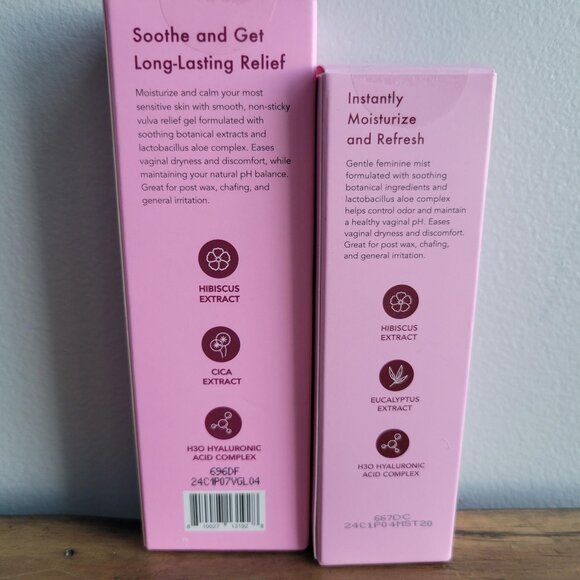 Soothe and Get
Long-Lasting Relief
Moisturize and calm your most
sensitive skin with smooth, non-sticky
vulva relief gel formulated with
soothing botanical extracts and
lactobacillus aloe complex. Eases
vaginal dryness and discomfort, while
maintaining your natural pH balance.
Great for post wax, chafing, and
general irritation.
HIBISCUS
EXTRACT
CICA
EXTRACT
H3O HYALURONIC
ACID COMPLEX
696DF
24C1P07VGL04
8 10027 13192 8
Instantly
Moisturize
and Refresh
Gentle feminine mist
formulated with soothing
botanical ingredients and
lactobacillus aloe complex
helps control odor and maintain
a healthy vaginal pH. Eases
vaginal dryness and discomfort.
Great for post wax, chafing,
and general irritation.
HIBISCUS
EXTRACT
EUCALYPTUS
EXTRACT
H3O HYALURONIC
ACID COMPLEX
667DC
24C1P04MST20